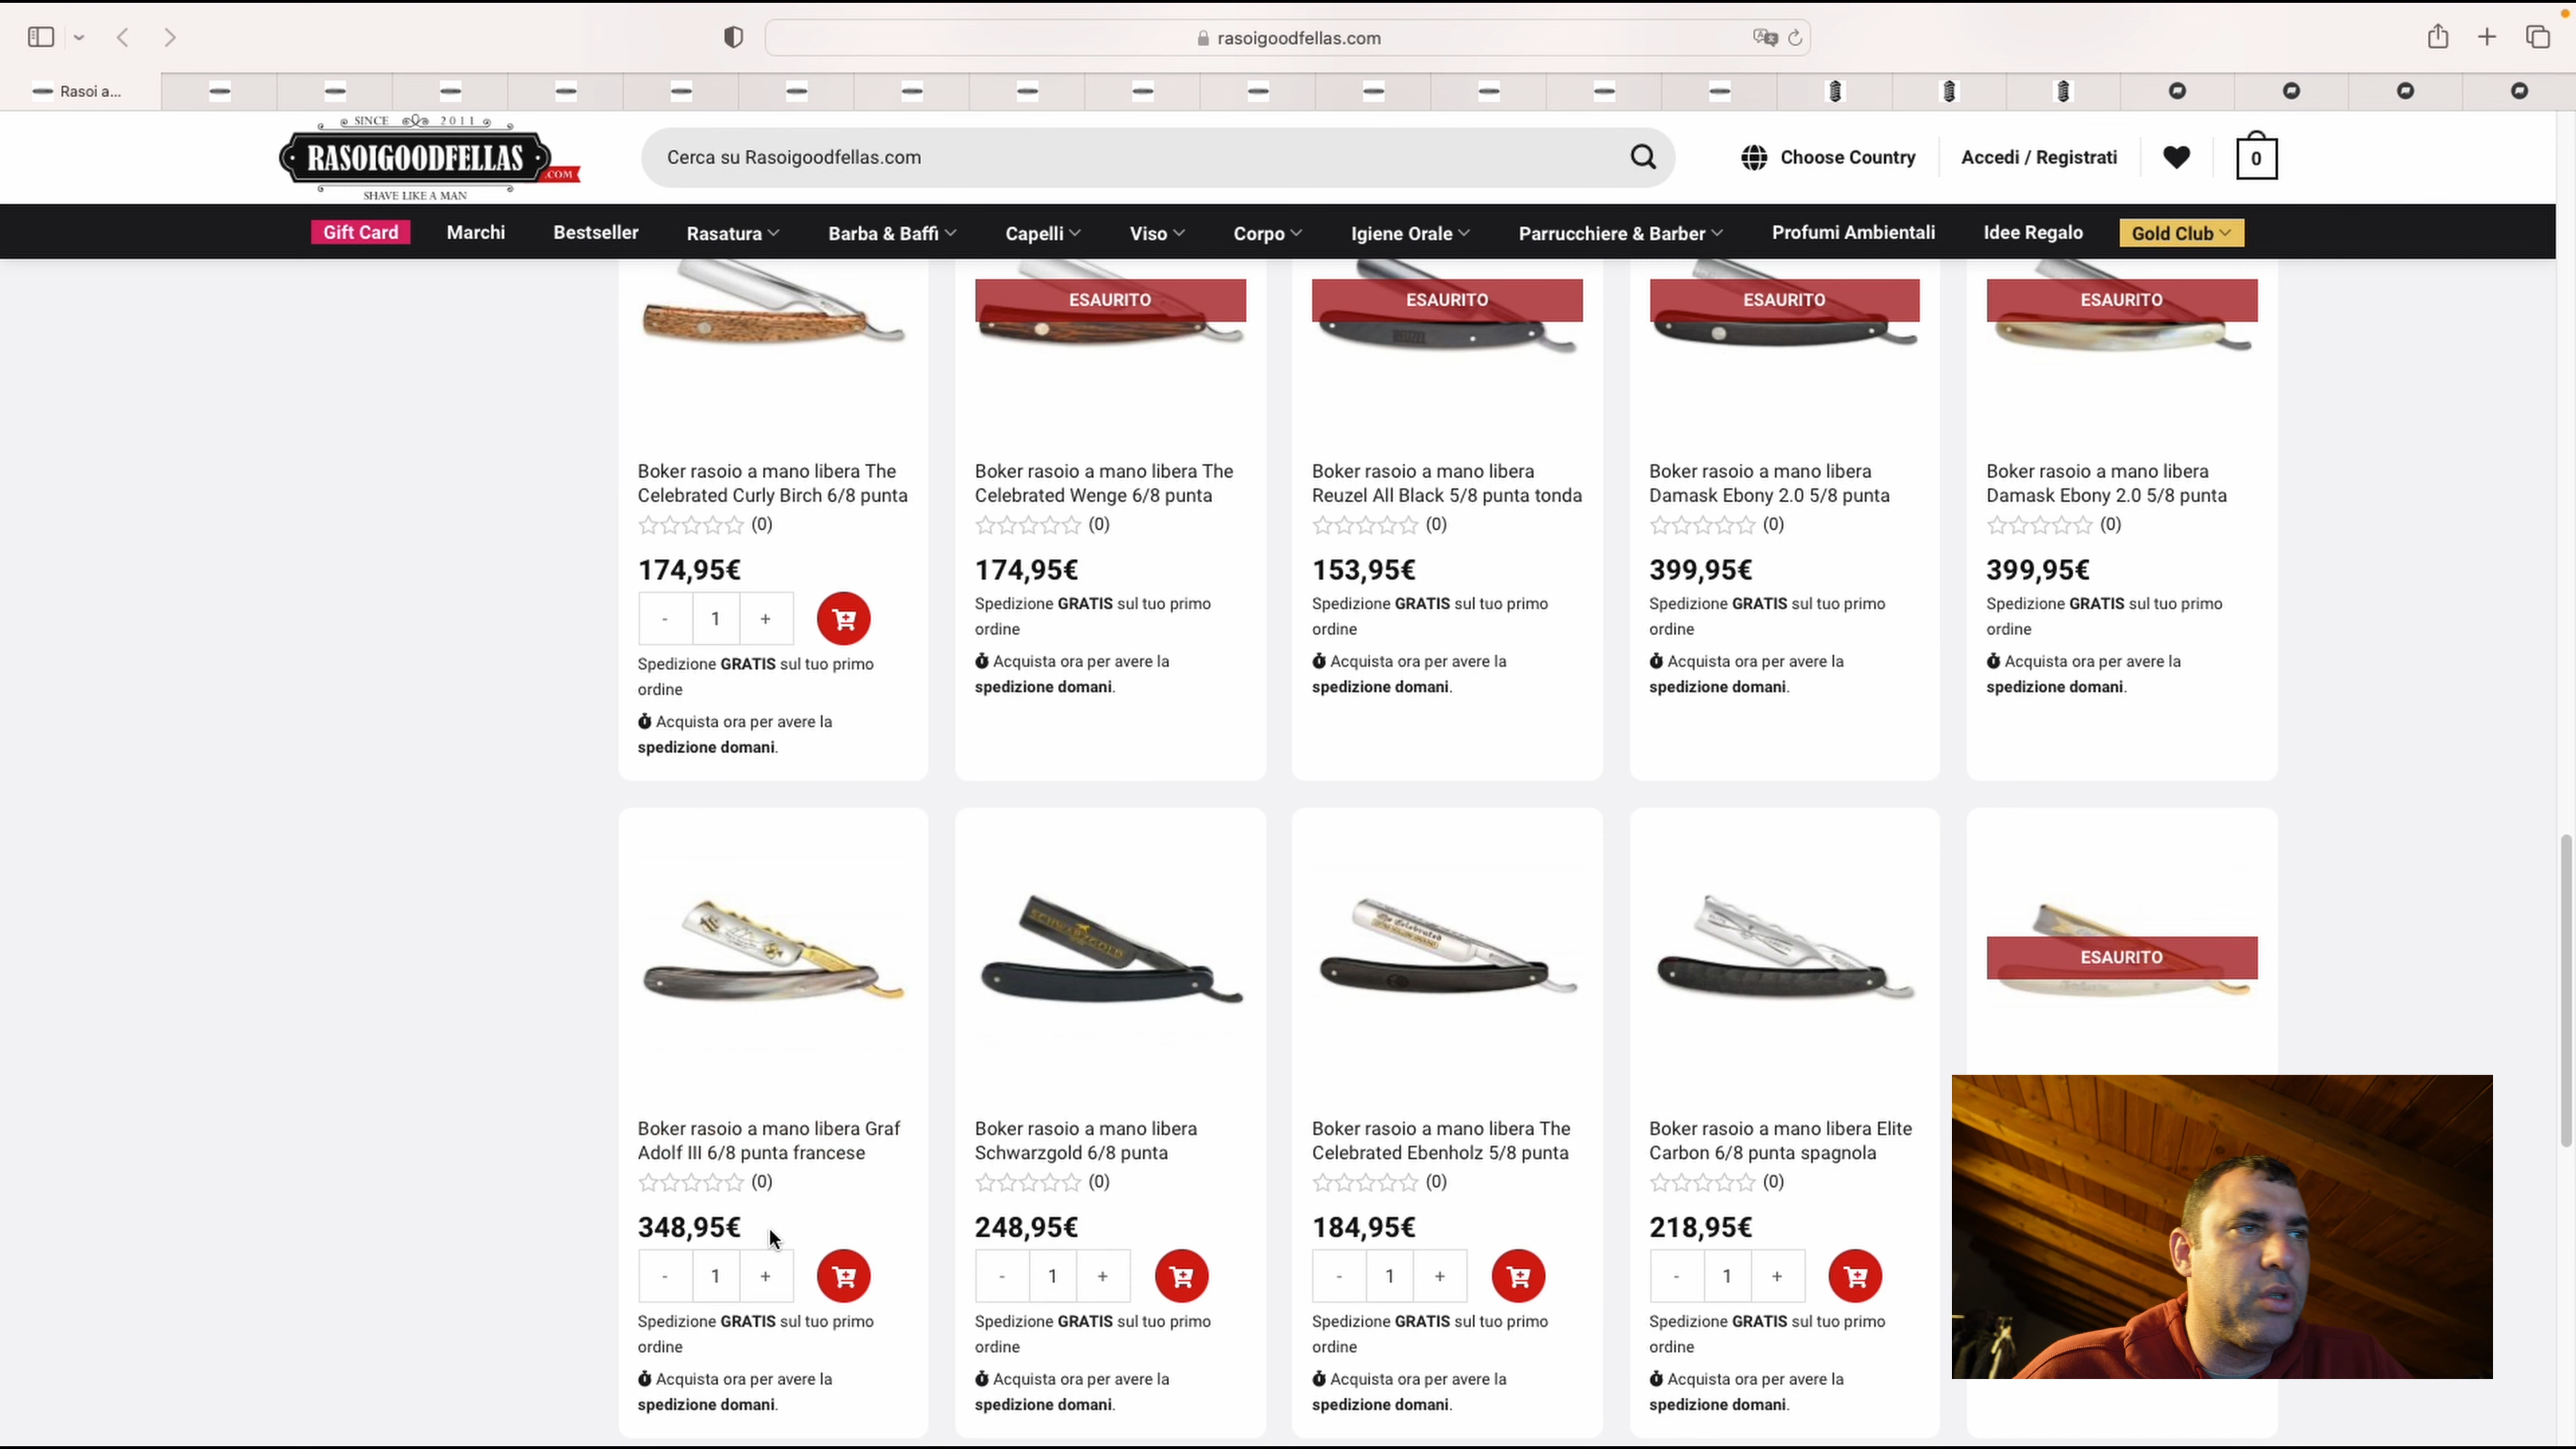 rasoigoodfellas.com
Rasoi a...
SINCE 2011
RASOIGOODFELLAS
.COM
SHAVE LIKE A MAN
Cerca su Rasoigoodfellas.com
Choose Country
Accedi / Registrati
0
Gift Card Marchi Bestseller Rasatura Barba & Baffi Capelli Viso Corpo Igiene Orale Parrucchiere & Barber Profumi Ambientali Idee Regalo Gold Club
Boker rasoio a mano libera The
Celebrated Curly Birch 6/8 punta
(0)
174,95€
- 1 +
Spedizione GRATIS sul tuo primo
ordine
Acquista ora per avere la
spedizione domani.
ESAURITO
Boker rasoio a mano libera The
Celebrated Wenge 6/8 punta
(0)
174,95€
Spedizione GRATIS sul tuo primo
ordine
Acquista ora per avere la
spedizione domani.
ESAURITO
Boker rasoio a mano libera
Reuzel All Black 5/8 punta tonda
(0)
153,95€
Spedizione GRATIS sul tuo primo
ordine
Acquista ora per avere la
spedizione domani.
ESAURITO
Boker rasoio a mano libera
Damask Ebony 2.0 5/8 punta
(0)
399,95€
Spedizione GRATIS sul tuo primo
ordine
Acquista ora per avere la
spedizione domani.
ESAURITO
Boker rasoio a mano libera
Damask Ebony 2.0 5/8 punta
(0)
399,95€
Spedizione GRATIS sul tuo primo
ordine
Acquista ora per avere la
spedizione domani.
Boker rasoio a mano libera Graf
Adolf III 6/8 punta francese
(0)
348,95€
- 1 +
Spedizione GRATIS sul tuo primo
ordine
Acquista ora per avere la
spedizione domani.
SCHWARZGOLD
Boker rasoio a mano libera
Schwarzgold 6/8 punta
(0)
248,95€
- 1 +
Spedizione GRATIS sul tuo primo
ordine
Acquista ora per avere la
spedizione domani.
The Celebrated
Boker rasoio a mano libera The
Celebrated Ebenholz 5/8 punta
(0)
184,95€
- 1 +
Spedizione GRATIS sul tuo primo
ordine
Acquista ora per avere la
spedizione domani.
Boker rasoio a mano libera Elite
Carbon 6/8 punta spagnola
(0)
218,95€
- 1 +
Spedizione GRATIS sul tuo primo
ordine
Acquista ora per avere la
spedizione domani.
ESAURITO